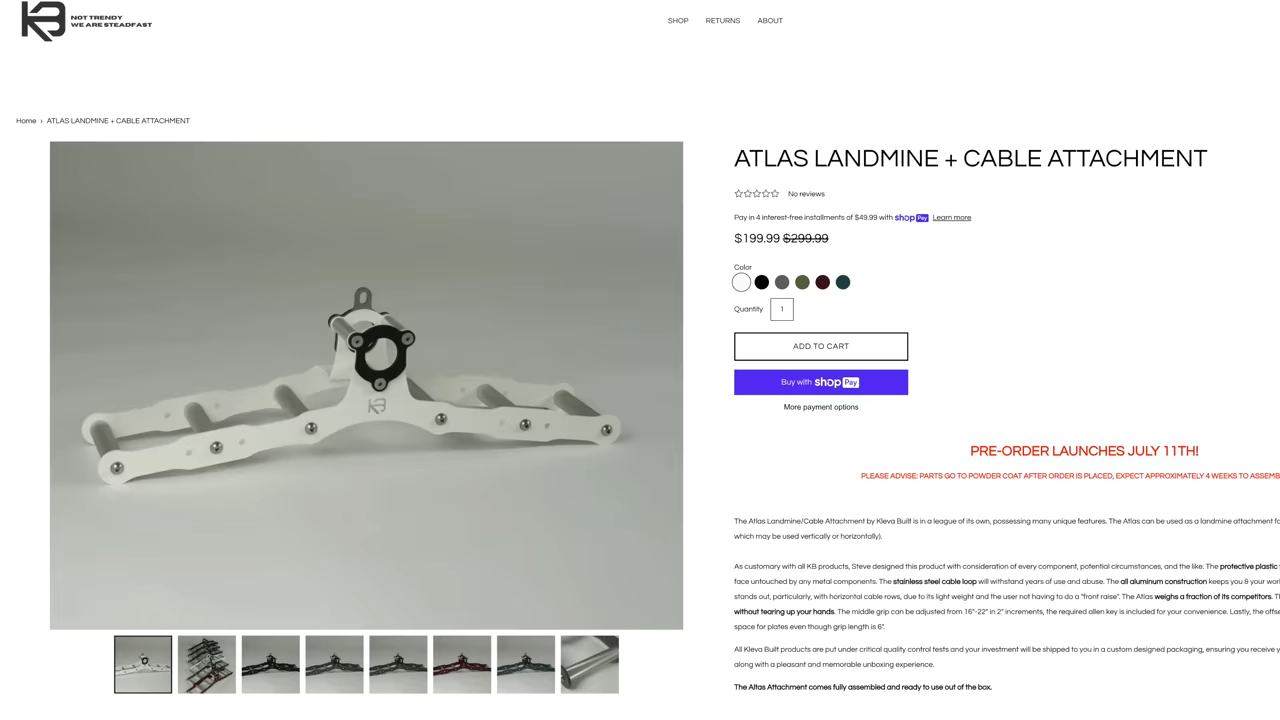 KB
NOT TRENDY
WE ARE STEADFAST
SHOP RETURNS ABOUT
Home › ATLAS LANDMINE + CABLE ATTACHMENT
KB
ATLAS LANDMINE + CABLE ATTACHMENT
No reviews
Pay in 4 interest-free installments of $49.99 with shop Pay Learn more
$199.99 $299.99
Color
Quantity 1
ADD TO CART
Buy with shop Pay
More payment options
PRE-ORDER LAUNCHES JULY 11TH!
PLEASE ADVISE: PARTS GO TO POWDER COAT AFTER ORDER IS PLACED, EXPECT APPROXIMATELY 4 WEEKS TO ASSEMB
The Atlas Landmine/Cable Attachment by Kleva Built is in a league of its own, possessing many unique features. The Atlas can be used as a landmine attachment fo
which may be used vertically or horizontally).
As customary with all KB products, Steve designed this product with consideration of every component, potential circumstances, and the like. The protective plastic
face untouched by any metal components. The stainless steel cable loop will withstand years of use and abuse. The all aluminum construction keeps you & your wor
stands out, particularly, with horizontal cable rows, due to its light weight and the user not having to do a "front raise". The Atlas weighs a fraction of its competitors. T
without tearing up your hands. The middle grip can be adjusted from 16"-22" in 2" increments, the required allen key is included for your convenience. Lastly, the offse
space for plates even though grip length is 6".
All Kleva Built products are put under critical quality control tests and your investment will be shipped to you in a custom designed packaging, ensuring you receive y
along with a pleasant and memorable unboxing experience.
The Altas Attachment comes fully assembled and ready to use out of the box.